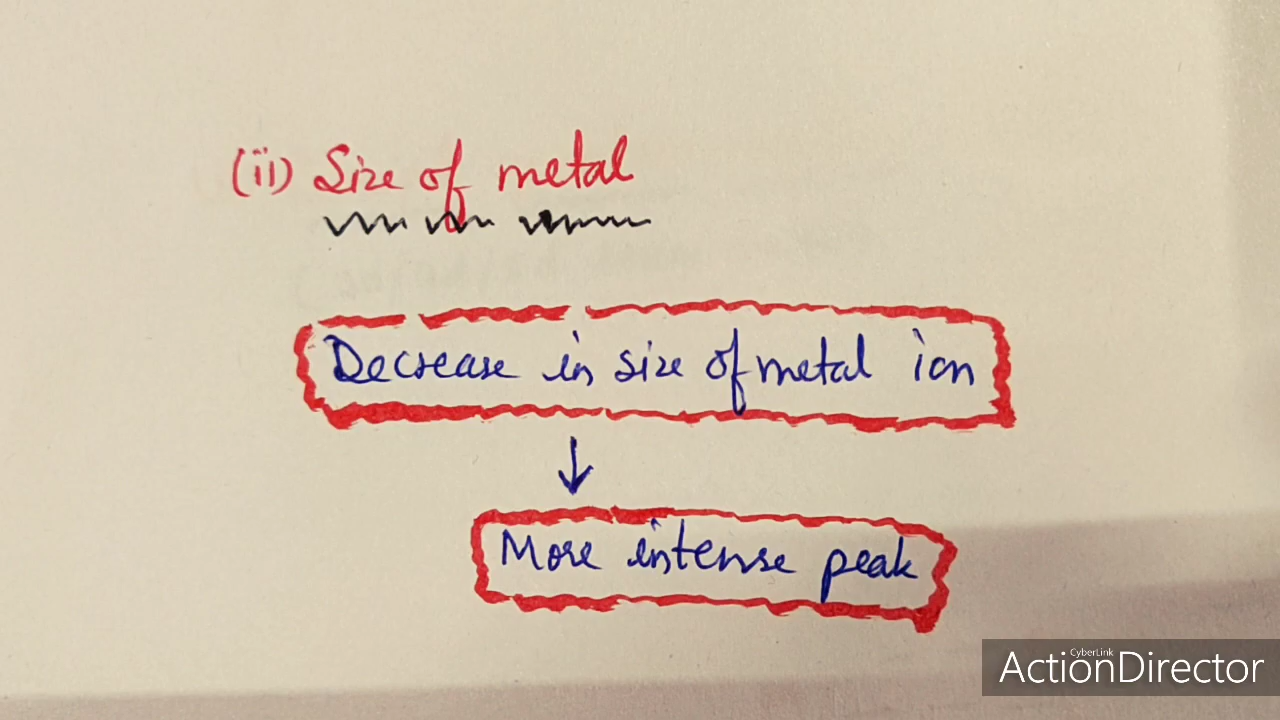 (ii) Size of metal
Decrease in size of metal ion
↓
More intense peak
CyberLink
ActionDirector